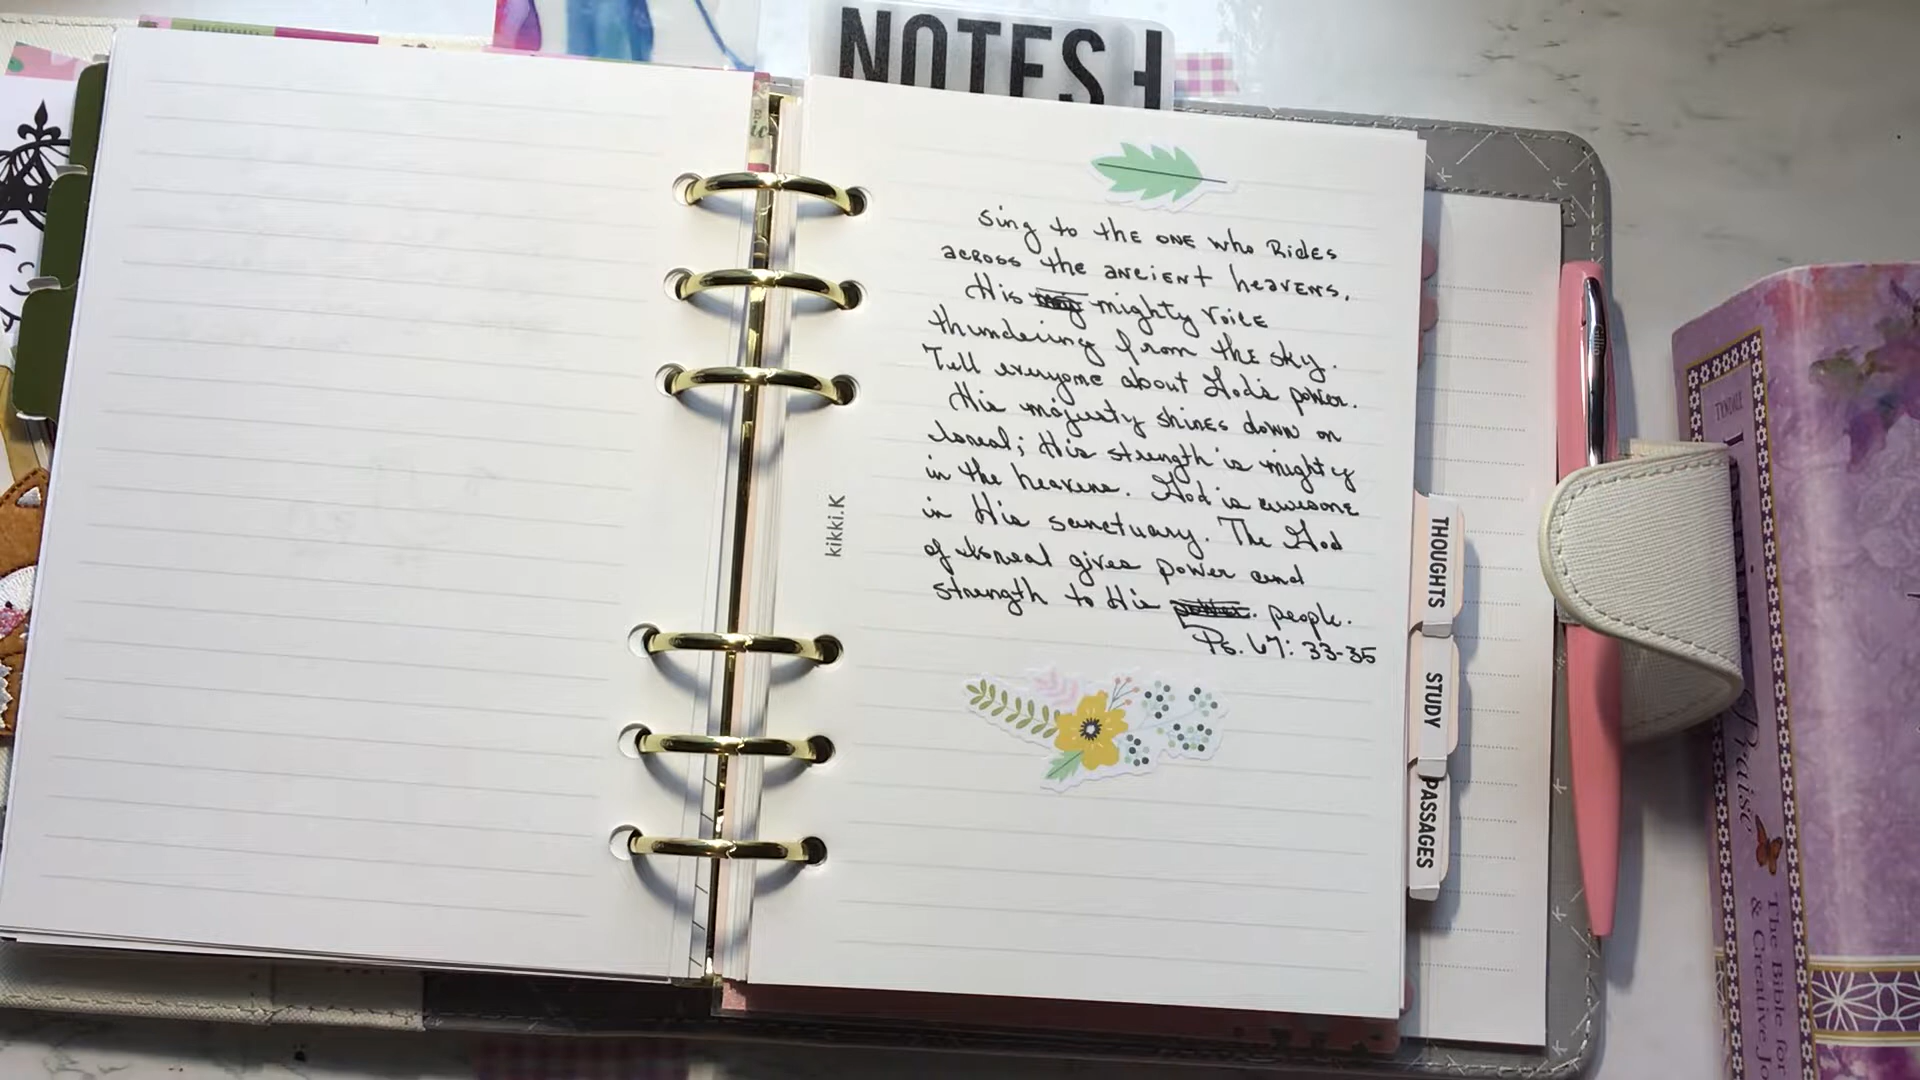 NOTES H
sing to the ONE who Rides
across the ancient heavens.
His mighty voice
thundering from the sky.
Tell everyone about God's power.
His majesty shines down on
Israel; His strength is mighty
in the heavens. God is awesome
in His sanctuary. The God
of Israel gives power and
strength to His power. people.
Ps. 67: 33-35
kikki.K
THOUGHTS
STUDY
PASSAGES
TYNDALE
Inspire
Praise
The Bible for
& Creative Jo